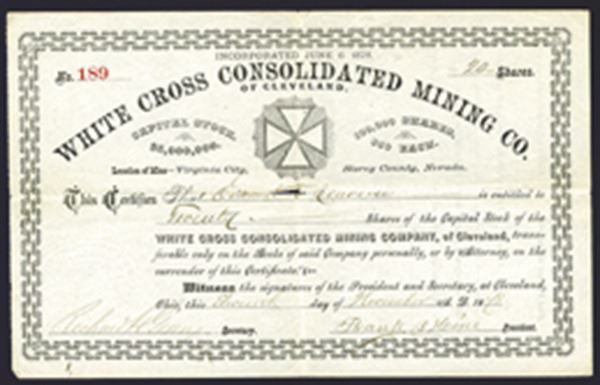 INCORPORATED JUNE 6, 1878.
No. 189
20 Shares.
WHITE CROSS CONSOLIDATED MINING CO.
OF CLEVELAND.
CAPITAL STOCK,
$5,000,000.
100,000 SHARES,
$50 EACH.
Location of Mine - Virginia City,
Storey County, Nevada.
This Certifies That
is entitled to
Twenty Shares of the Capital Stock of the
WHITE CROSS CONSOLIDATED MINING COMPANY, of Cleveland, trans-
ferable only on the Books of said Company personally, or by Attorney, on
the surrender of this Certificate.
Witness the signatures of the President and Secretary, at Cleveland,
Ohio, this day of November A. D. 18
Secretary.
President.